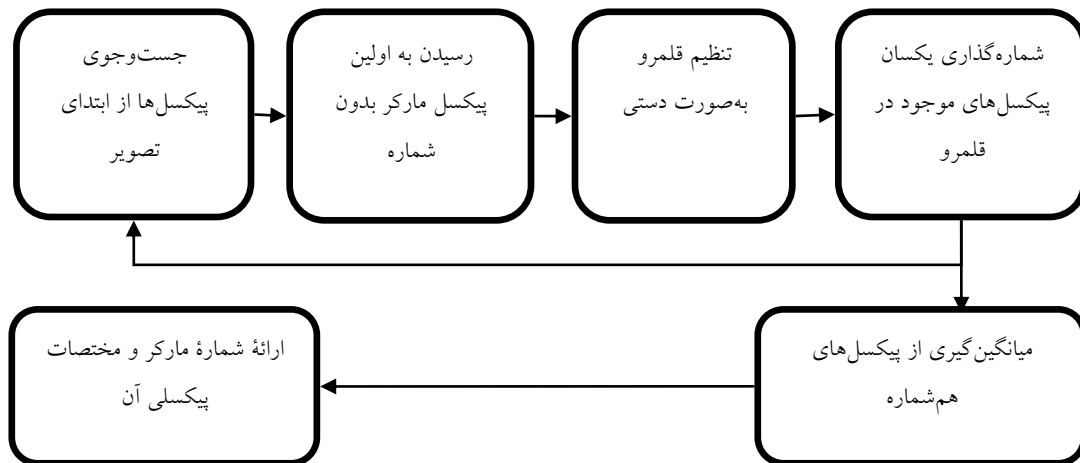 جست‌وجوی
پیکسل‌ها از ابتدای
تصویر
رسیدن به اولین
پیکسل مارکر بدون
شماره
تنظیم قلمرو
به‌صورت دستی
شماره‌گذاری یکسان
پیکسل‌های موجود در
قلمرو
میانگین‌گیری از پیکسل‌های
هم‌شماره
ارائهٔ شمارهٔ مارکر و مختصات
پیکسلی آن